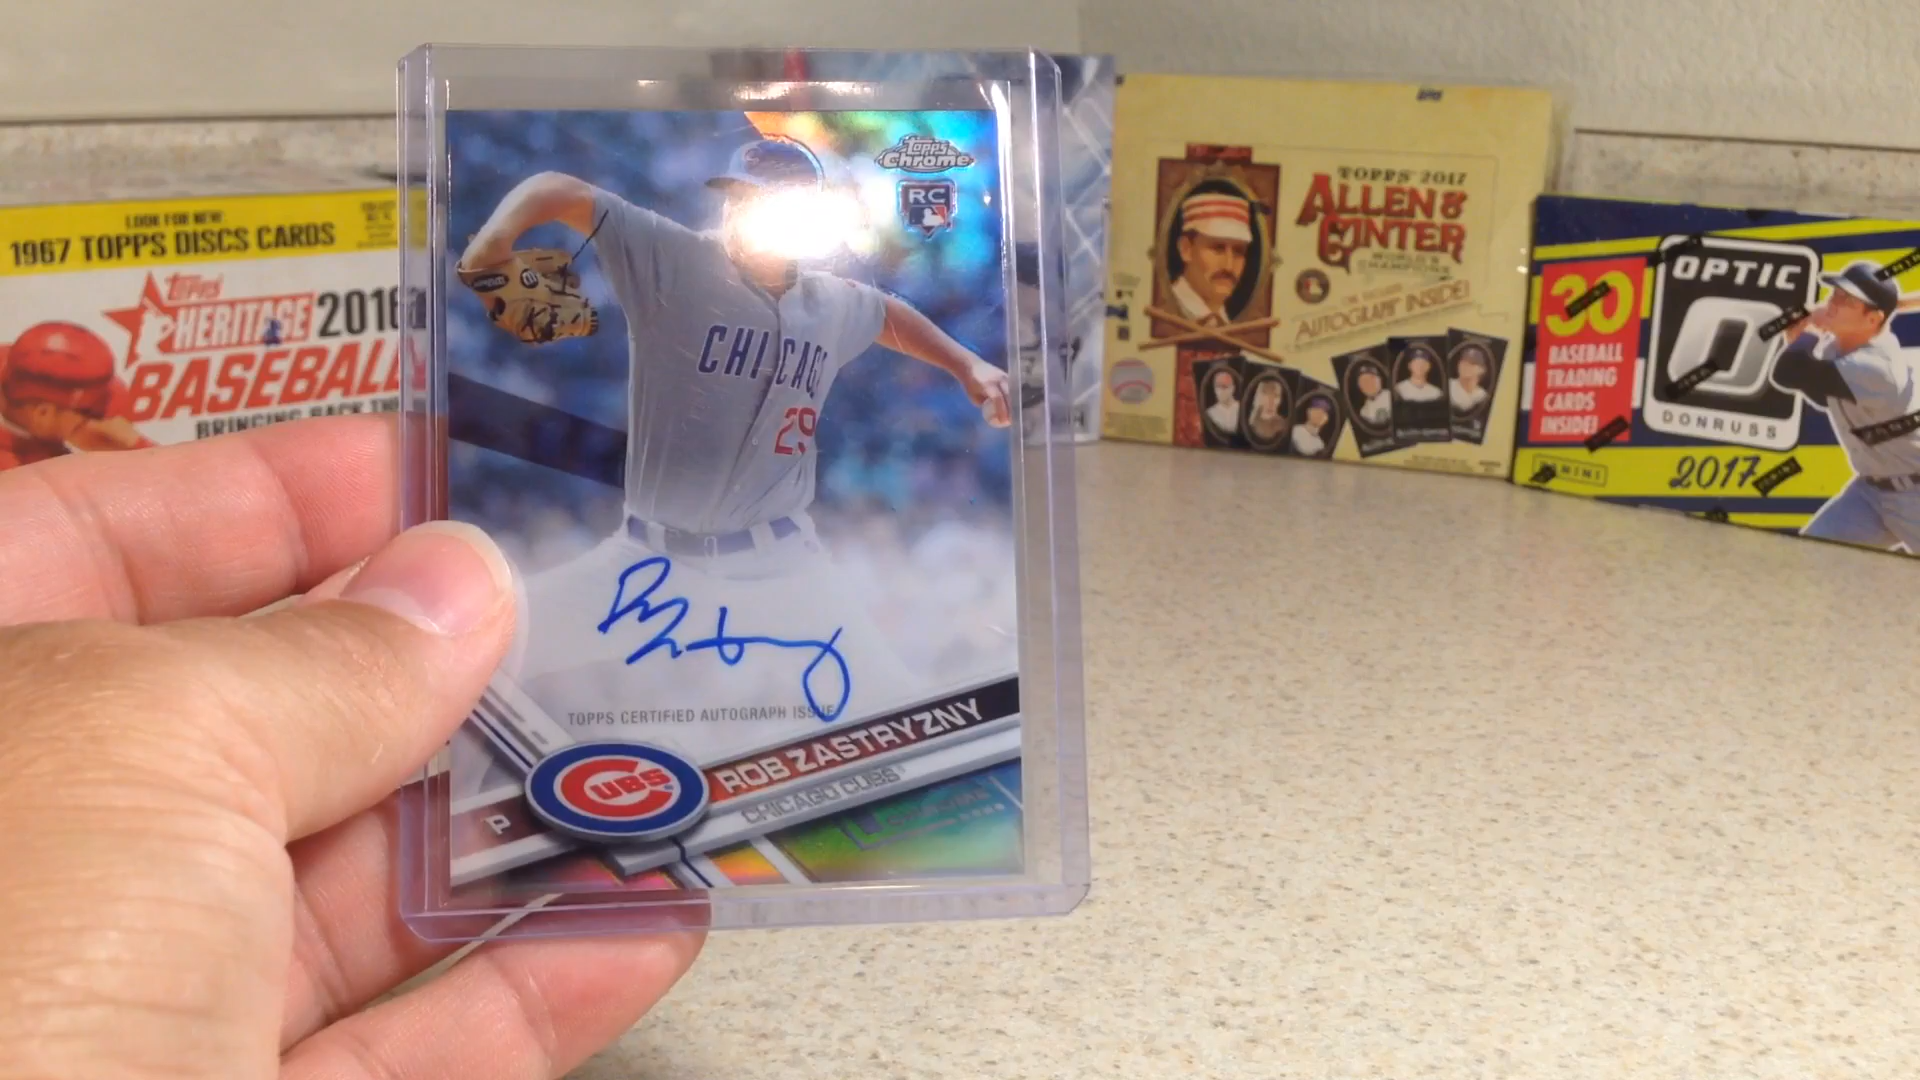 LOOK FOR NEW
1967 TOPPS DISCS CARDS
Topps
HERITAGE 2016
BASEBALL
BRINGING BACK THE
Topps
Chrome
RC
CHICAGO
29
TOPPS CERTIFIED AUTOGRAPH ISSUE
ROB ZASTRYZNY
CHICAGO CUBS
CUBS
P
TOPPS 2017
ALLEN &
GINTER
WORLD'S
CHAMPIONS
AUTOGRAPH INSIDE!
30
BASEBALL
TRADING
CARDS
INSIDE!
OPTIC
DONRUSS
PANINI
2017